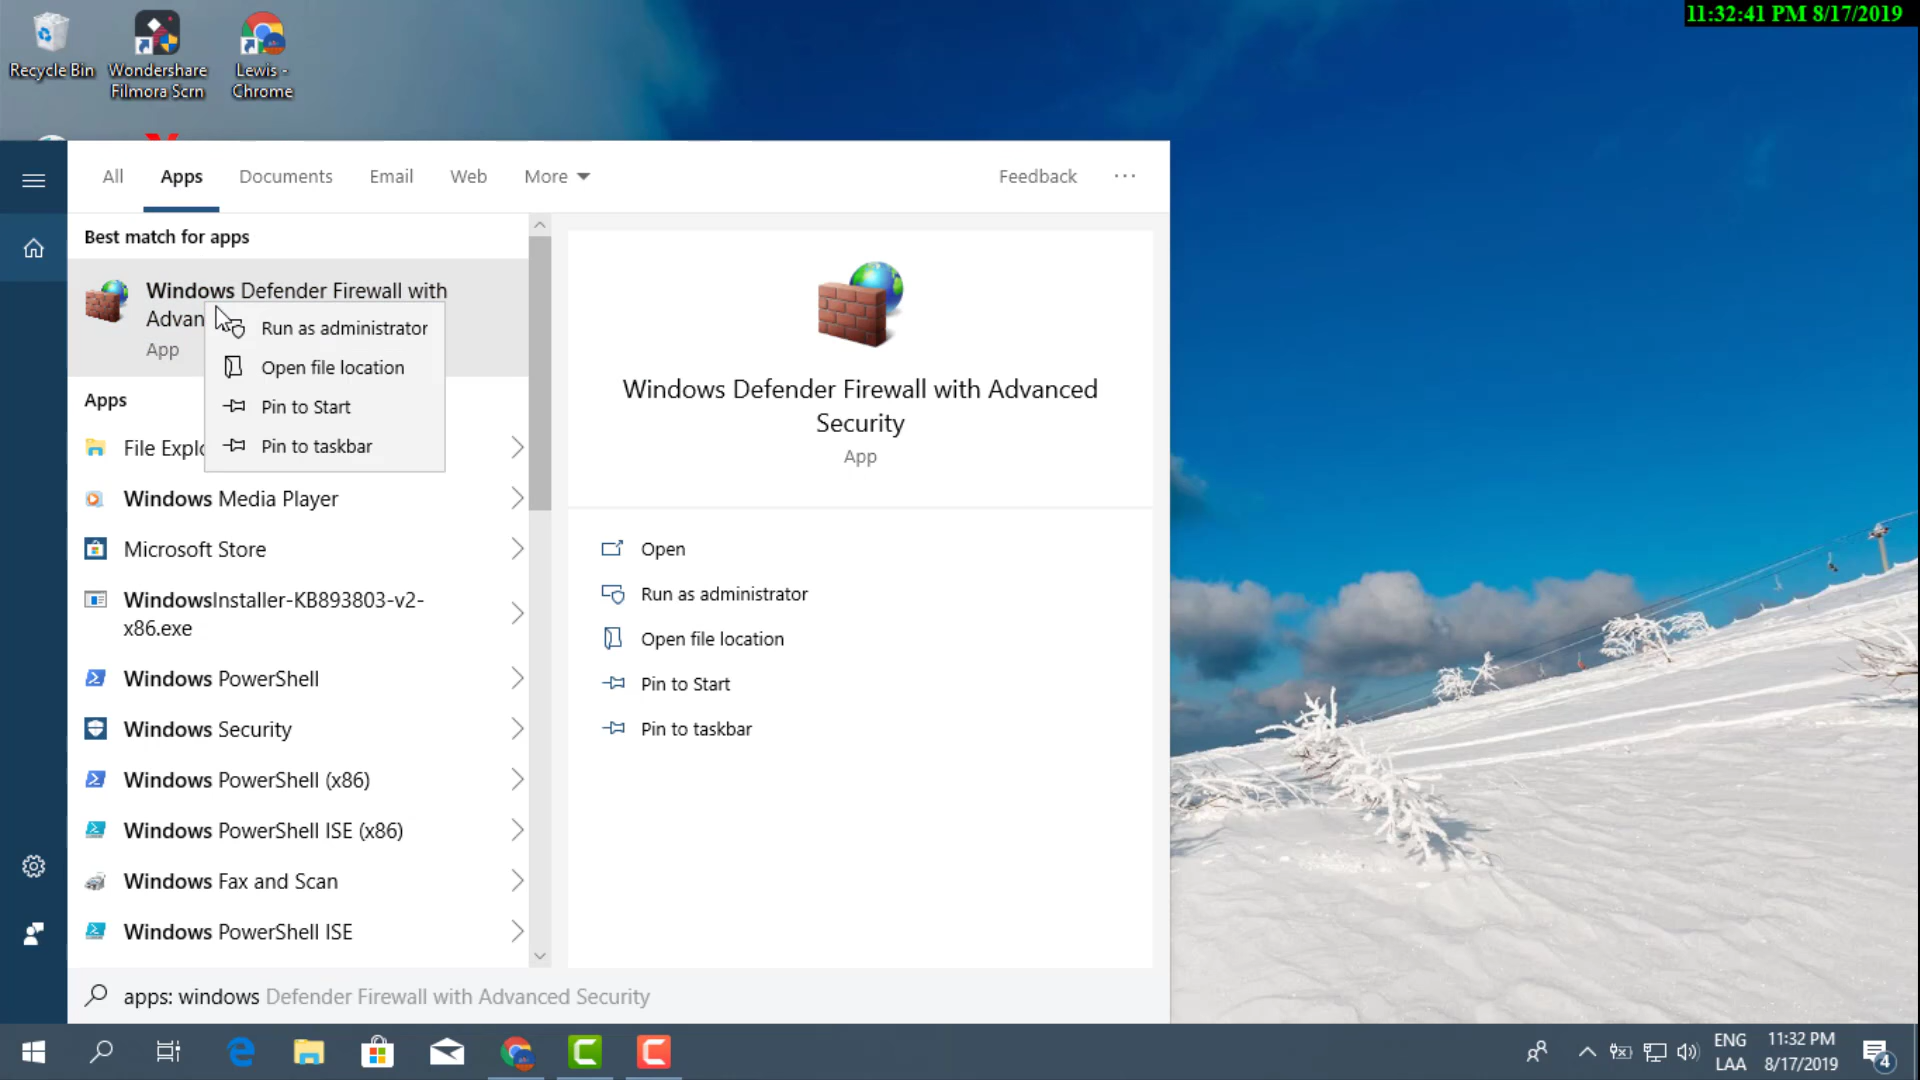 11:32:41 PM 8/17/2019
Recycle Bin
Wondershare
Filmora Scrn
Lewis -
Chrome
All
Apps
Documents
Email
Web
More
Feedback
Best match for apps
Windows Defender Firewall with
Advan
App
Run as administrator
Open file location
Pin to Start
Pin to taskbar
Apps
File Explo
Windows Media Player
Microsoft Store
WindowsInstaller-KB893803-v2-
x86.exe
Windows PowerShell
Windows Security
Windows PowerShell (x86)
Windows PowerShell ISE (x86)
Windows Fax and Scan
Windows PowerShell ISE
Windows Defender Firewall with Advanced
Security
App
Open
Run as administrator
Open file location
Pin to Start
Pin to taskbar
apps: windows Defender Firewall with Advanced Security
ENG
LAA
11:32 PM
8/17/2019
4